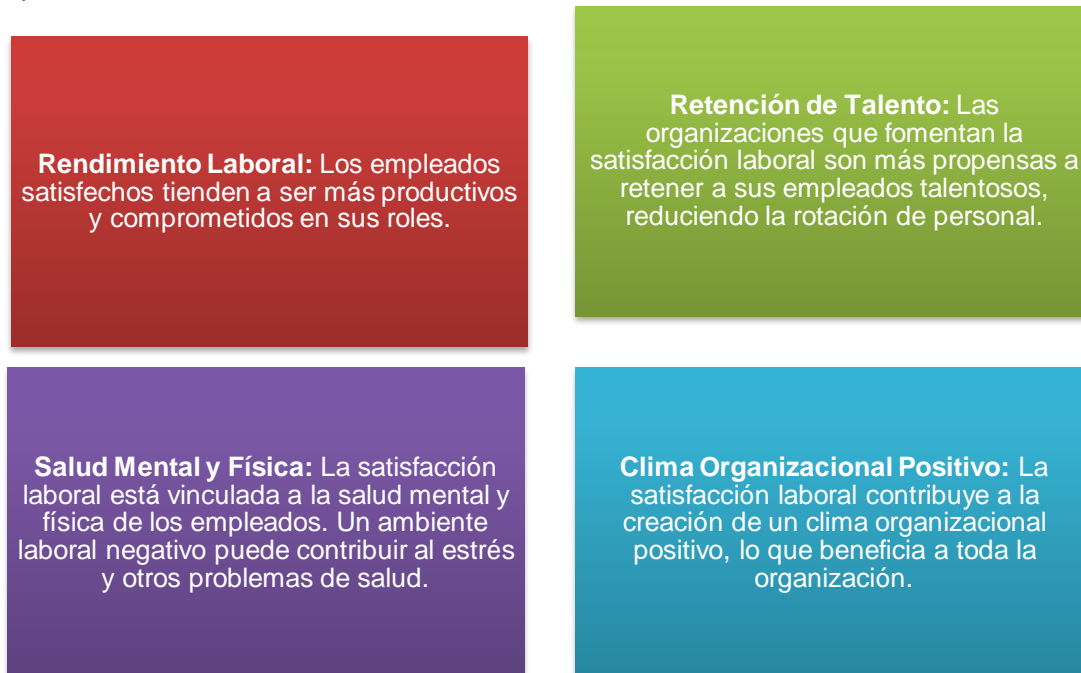 Rendimiento Laboral: Los empleados
satisfechos tienden a ser más productivos
y comprometidos en sus roles.
Retención de Talento: Las
organizaciones que fomentan la
satisfacción laboral son más propensas a
retener a sus empleados talentosos,
reduciendo la rotación de personal.
Salud Mental y Física: La satisfacción
laboral está vinculada a la salud mental y
física de los empleados. Un ambiente
laboral negativo puede contribuir al estrés
y otros problemas de salud.
Clima Organizacional Positivo: La
satisfacción laboral contribuye a la
creación de un clima organizacional
positivo, lo que beneficia a toda la
organización.